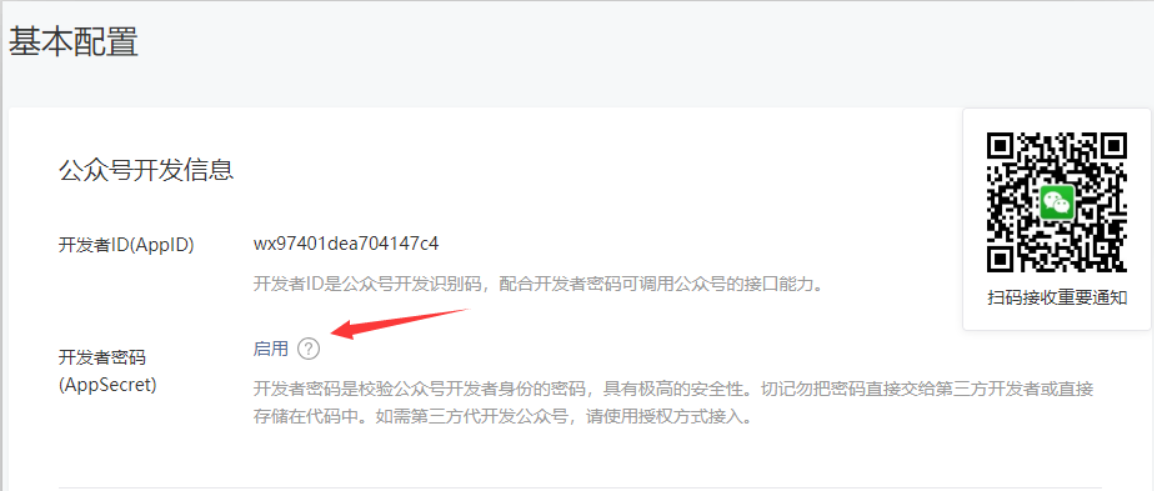 基本配置
公众号开发信息
开发者ID(AppID)
wx97401dea704147c4
开发者ID是公众号开发识别码，配合开发者密码可调用公众号的接口能力。
扫码接收重要通知
开发者密码
(AppSecret)
启用 ?
开发者密码是校验公众号开发者身份的密码，具有极高的安全性。切记勿把密码直接交给第三方开发者或直接
存储在代码中。如需第三方代开发公众号，请使用授权方式接入。